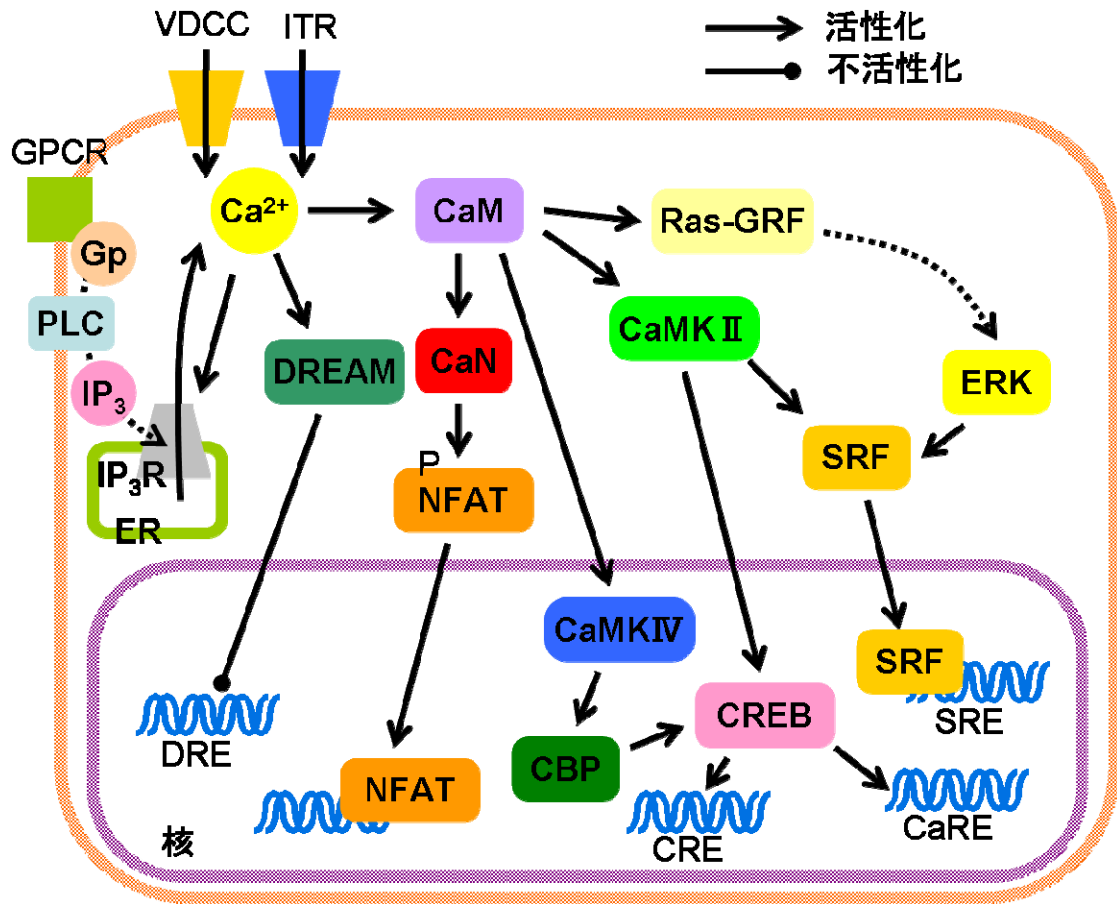 VDCC
ITR
活性化
不活性化
GPCR
Ca²⁺
CaM
Ras-GRF
Gp
PLC
CaMKⅡ
DREAM
CaN
ERK
IP₃
SRF
P
IP₃R
NFAT
ER
CaMKⅣ
SRF
CREB
SRE
DRE
CBP
NFAT
CaRE
核
CRE